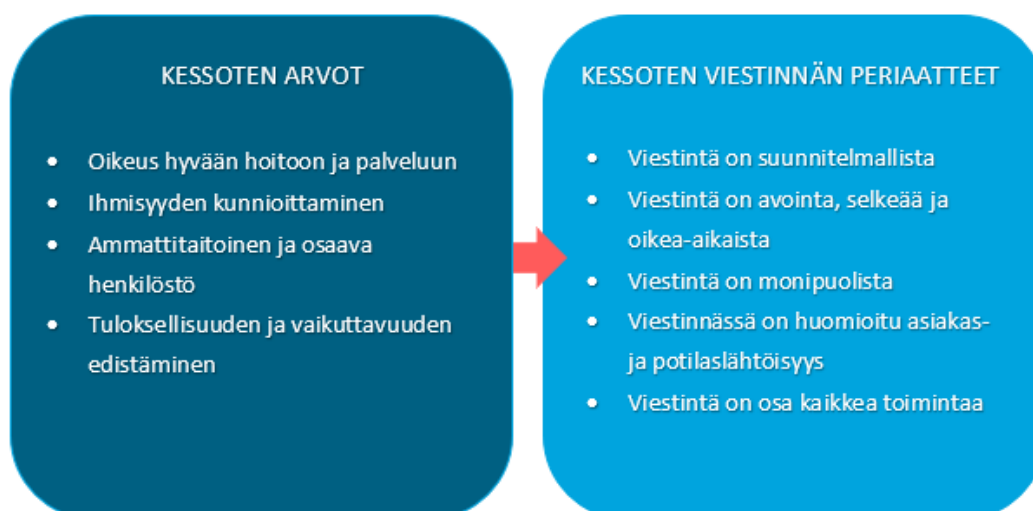 KESSOTEN ARVOT
• Oikeus hyvään hoitoon ja palveluun
• Ihmisyyden kunnioittaminen
• Ammattitaitoinen ja osaava
henkilöstö
• Tuloksellisuuden ja vaikuttavuuden
edistäminen
KESSOTEN VIESTINNÄN PERIAATTEET
• Viestintä on suunnitelmallista
• Viestintä on avointa, selkeää ja
oikea-aikaista
• Viestintä on monipuolista
• Viestinnässä on huomioitu asiakas-
ja potilaslähtöisyys
• Viestintä on osa kaikkea toimintaa